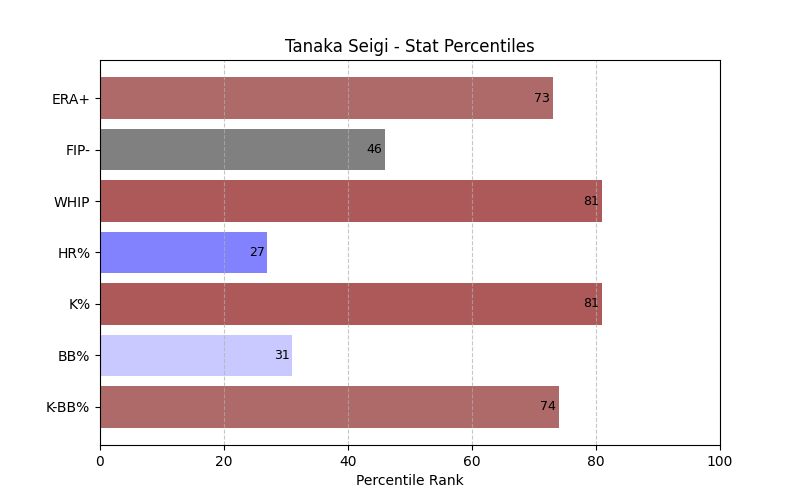 Tanaka Seigi - Stat Percentiles
ERA+ 73
FIP- 46
WHIP 81
HR% 27
K% 81
BB% 31
K-BB% 74
0 20 40 60 80 100
Percentile Rank